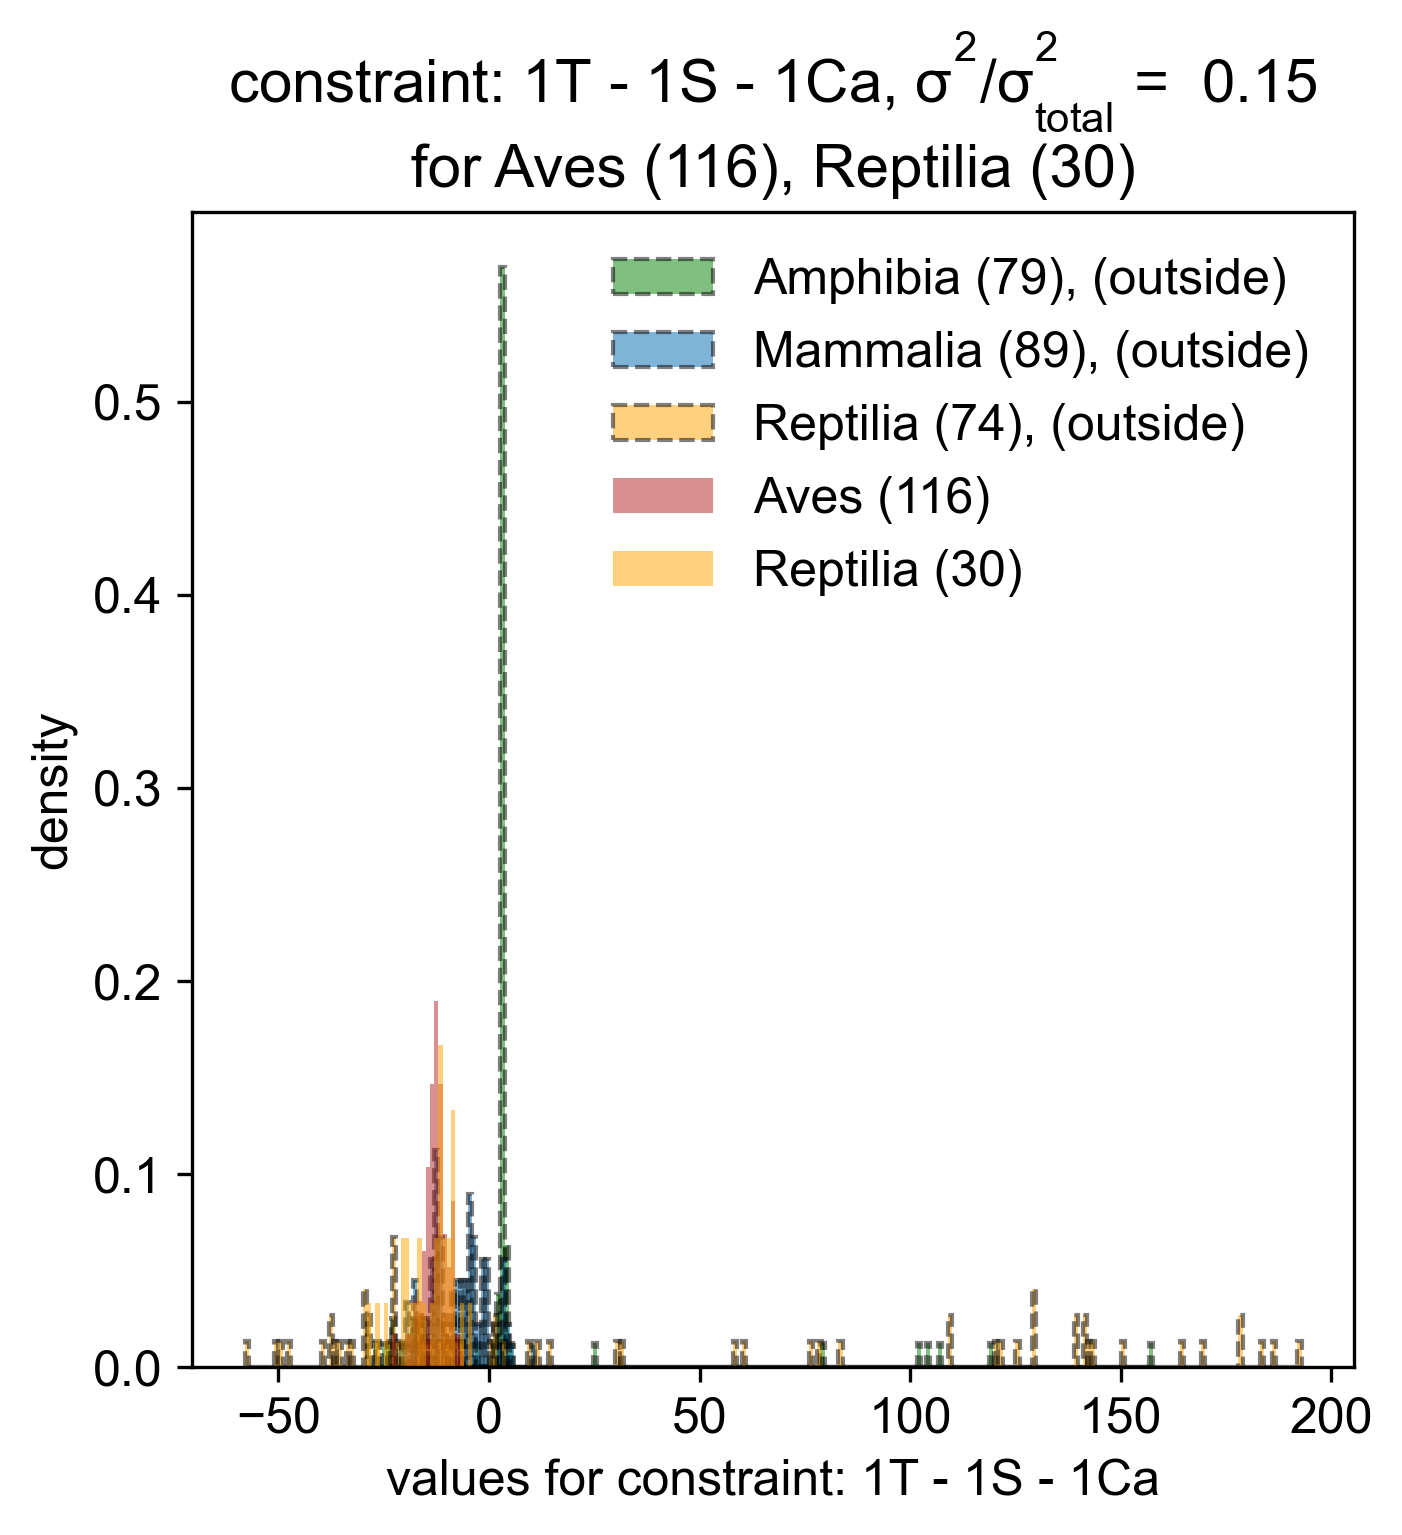 constraint: 1T - 1S - 1Ca, σ²/σ²total = 0.15
for Aves (116), Reptilia (30)
Amphibia (79), (outside)
Mammalia (89), (outside)
Reptilia (74), (outside)
Aves (116)
Reptilia (30)
density
0.5
0.4
0.3
0.2
0.1
0.0
−50 0 50 100 150 200
values for constraint: 1T - 1S - 1Ca